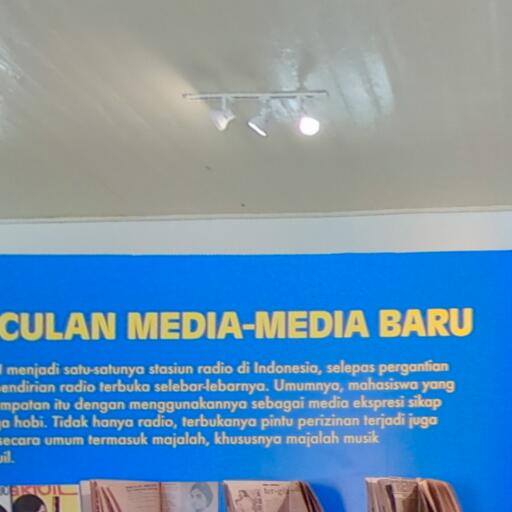 CULAN MEDIA-MEDIA BARU
menjadi satu-satunya stasiun radio di Indonesia, selepas pergantian
endirian radio terbuka selebar-lebarnya. Umumnya, mahasiswa yang
mpatan itu dengan menggunakannya sebagai media ekspresi sikap
a hobi. Tidak hanya radio, terbukanya pintu perizinan terjadi juga
secara umum termasuk majalah, khususnya majalah musik
uil.